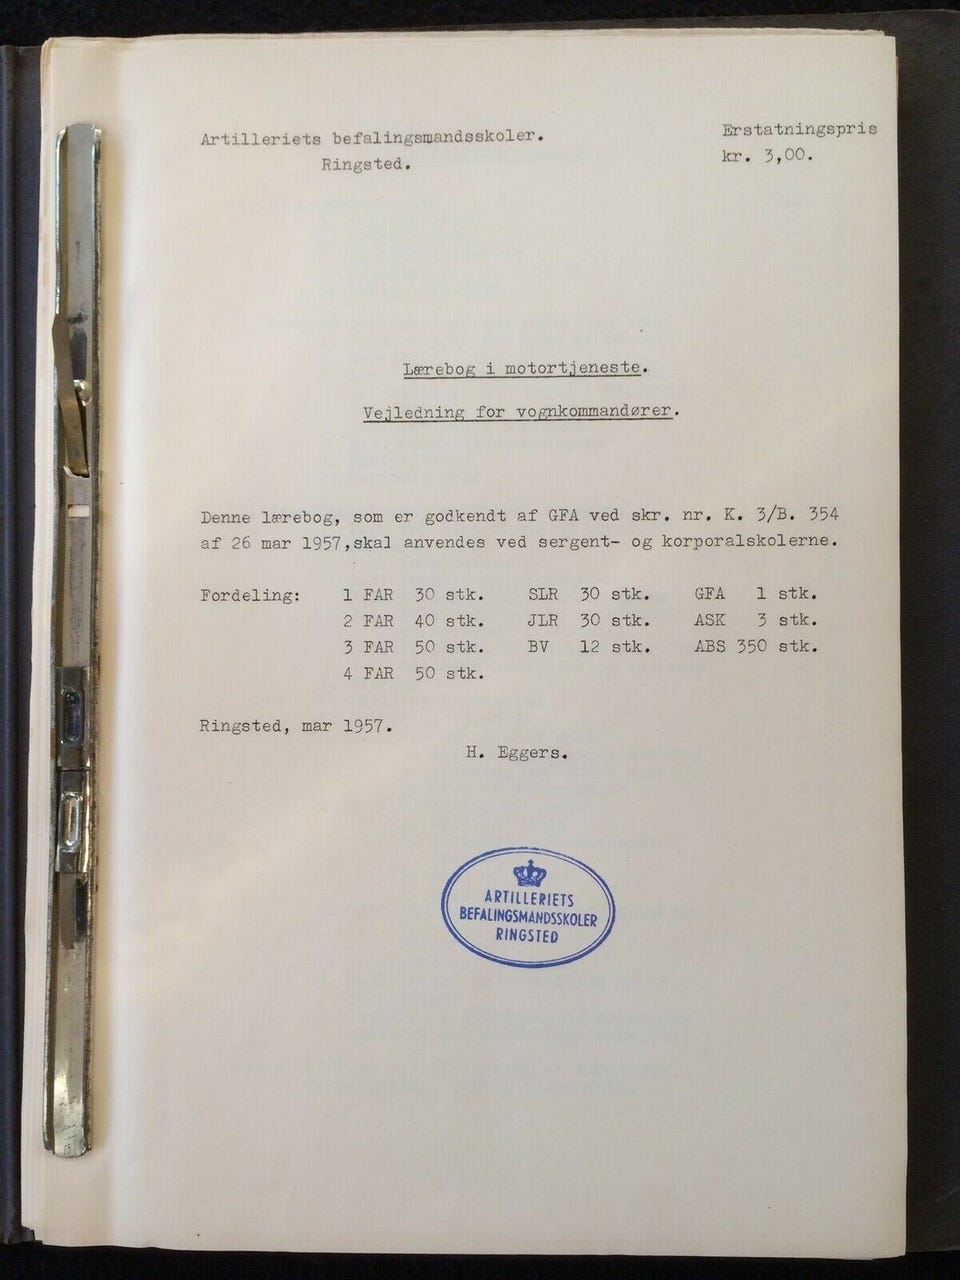 Artilleriets befalingsmandsskoler.
Ringsted.
Erstatningspris
kr. 3,00.
Lærebog i motortjeneste.
Vejledning for vognkommandører.
Denne lærebog, som er godkendt af GFA ved skr. nr. K. 3/B. 354
af 26 mar 1957,skal anvendes ved sergent- og korporalskolerne.
Fordeling: 1 FAR 30 stk. SLR 30 stk. GFA 1 stk.
2 FAR 40 stk. JLR 30 stk. ASK 3 stk.
3 FAR 50 stk. BV 12 stk. ABS 350 stk.
4 FAR 50 stk.
Ringsted, mar 1957.
H. Eggers.
ARTILLERIETS
BEFALINGSMANDSSKOLER
RINGSTED